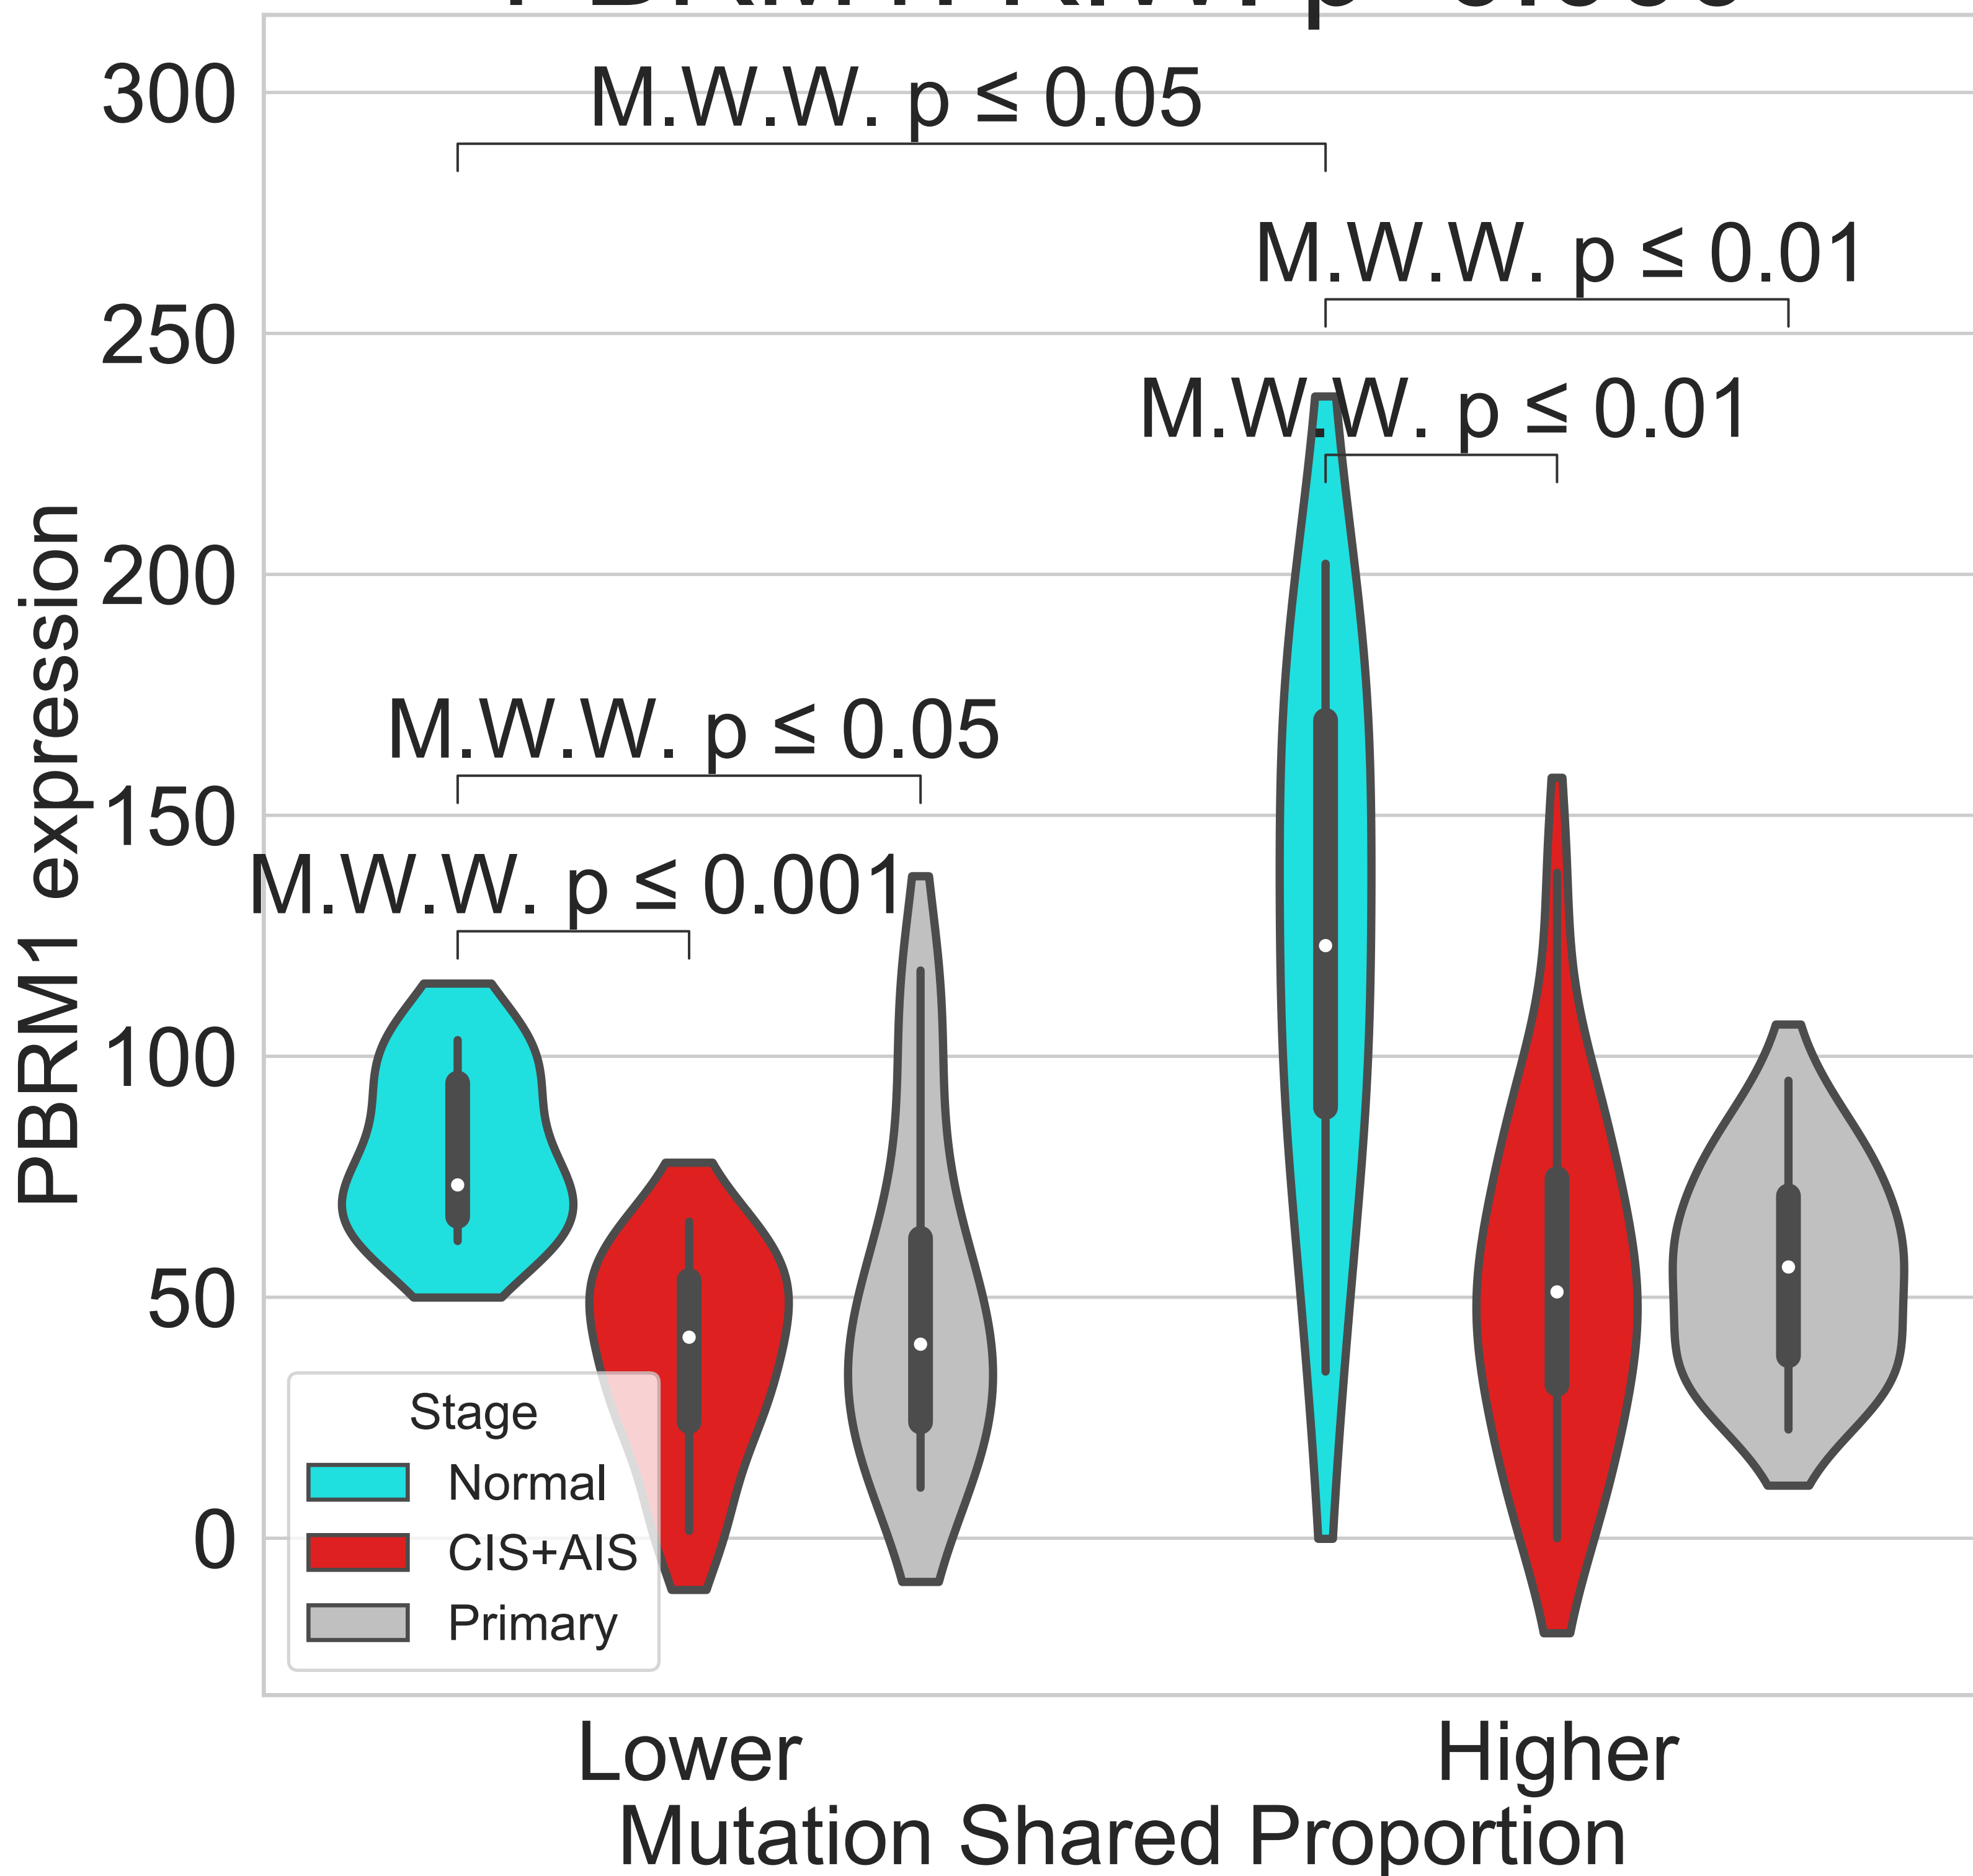 300
M.W.W. p ≤ 0.05
M.W.W. p ≤ 0.01
250
M.W.W. p ≤ 0.01
200
M.W.W. p ≤ 0.05
150
M.W.W. p ≤ 0.001
100
50
0
PBRM1 expression
Stage
Normal
CIS+AIS
Primary
Lower
Higher
Mutation Shared Proportion